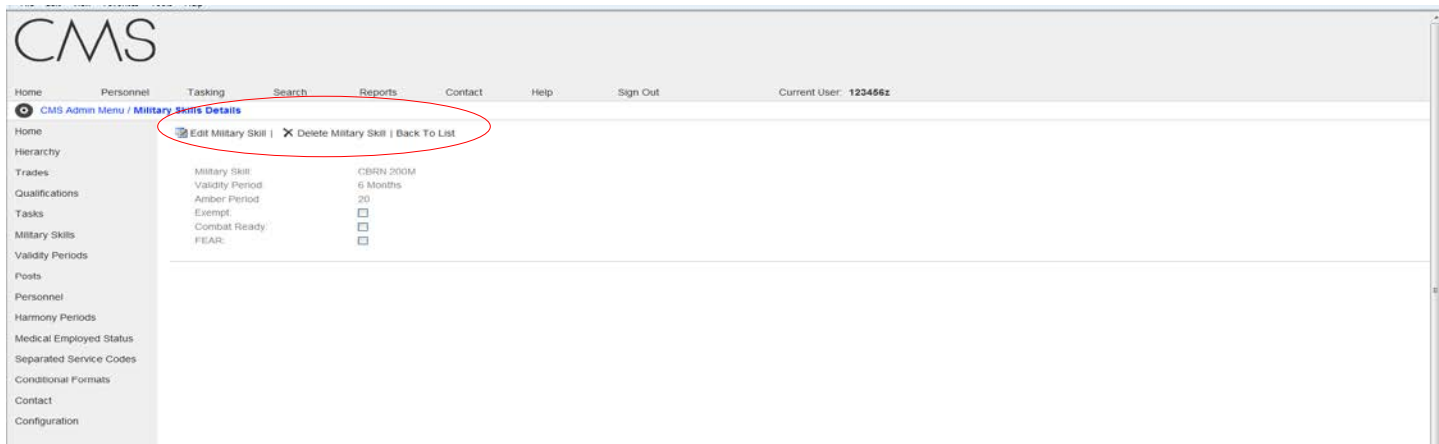 CMS
Home Personnel Tasking Search Reports Contact Help Sign Out Current User: 123456z
CMS Admin Menu / Military Skills Details
Edit Military Skill | Delete Military Skill | Back To List
Home
Hierarchy
Trades
Qualifications
Tasks
Military Skills
Validity Periods
Posts
Personnel
Harmony Periods
Medical Employed Status
Separated Service Codes
Conditional Formats
Contact
Configuration
Military Skill: CBRN 200M
Validity Period: 6 Months
Amber Period 20
Exempt:
Combat Ready:
FEAR: